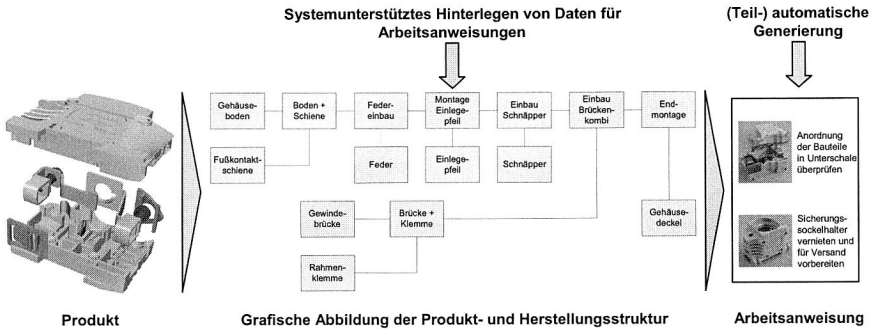 Systemunterstütztes Hinterlegen von Daten für
Arbeitsanweisungen
(Teil-) automatische
Generierung
Gehäuse-
boden
Boden +
Schiene
Feder-
einbau
Montage
Einlege-
pfeil
Einbau
Schnäpper
Einbau
Brücken-
kombi
End-
montage
Fußkontakt-
schiene
Feder
Einlege-
pfeil
Schnäpper
Gewinde-
brücke
Brücke +
Klemme
Gehäuse-
deckel
Rahmen-
klemme
Anordnung
der Bauteile
in Unterschale
überprüfen
Sicherungs-
sockelhalter
vernieten und
für Versand
vorbereiten
Produkt
Grafische Abbildung der Produkt- und Herstellungsstruktur
Arbeitsanweisung